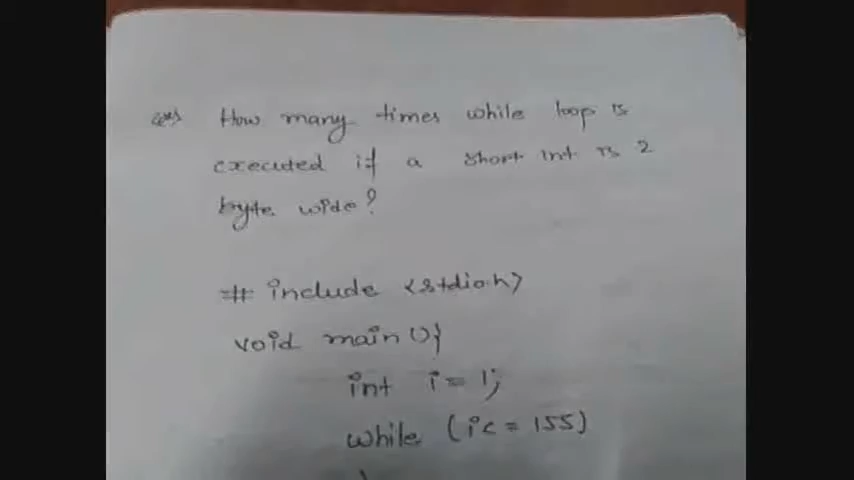 How many times while loop is
executed if a short int is 2
byte wide?
# include <stdio.h>
void main (){
int i = 1;
while (i<= 155)